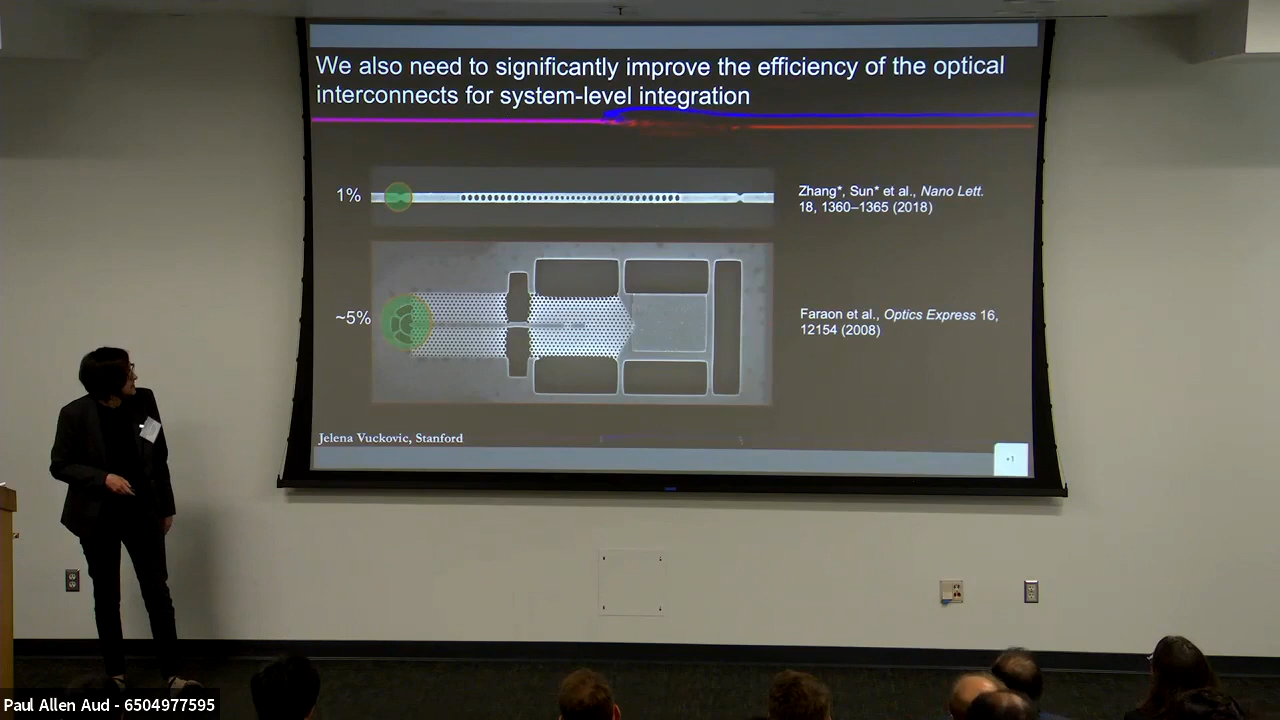 We also need to significantly improve the efficiency of the optical
interconnects for system-level integration
1%
Zhang*, Sun* et al., Nano Lett.
18, 1360–1365 (2018)
~5%
Faraon et al., Optics Express 16,
12154 (2008)
Jelena Vuckovic, Stanford
+1
Paul Allen Aud - 6504977595